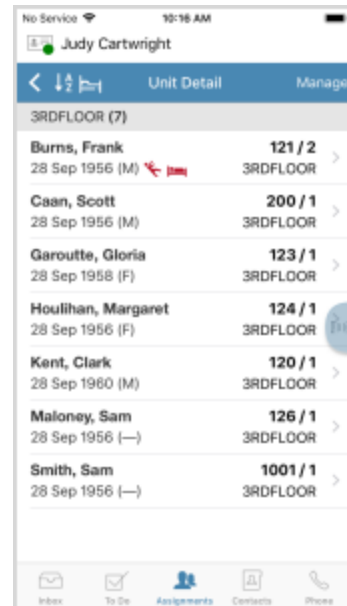 No Service 10:16 AM
Judy Cartwright
Unit Detail Manage
3RDFLOOR (7)
Burns, Frank 121 / 2
28 Sep 1956 (M) 3RDFLOOR
Caan, Scott 200 / 1
28 Sep 1956 (M) 3RDFLOOR
Garoutte, Gloria 123 / 1
28 Sep 1958 (F) 3RDFLOOR
Houlihan, Margaret 124 / 1
28 Sep 1956 (F) 3RDFLOOR
Kent, Clark 120 / 1
28 Sep 1960 (M) 3RDFLOOR
Maloney, Sam 126 / 1
28 Sep 1956 (—) 3RDFLOOR
Smith, Sam 1001 / 1
28 Sep 1956 (—) 3RDFLOOR
Inbox To Do Assignments Contacts Phone